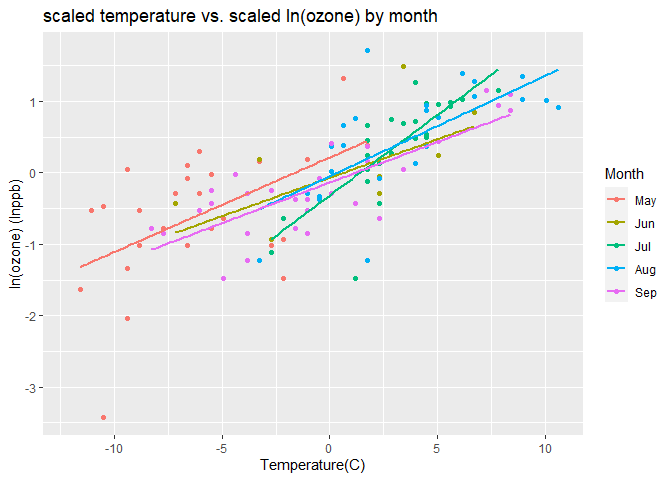 scaled temperature vs. scaled ln(ozone) by month
ln(ozone) (lnppb)
1
0
-1
-2
-3
-10
-5
0
5
10
Temperature(C)
Month
May
Jun
Jul
Aug
Sep